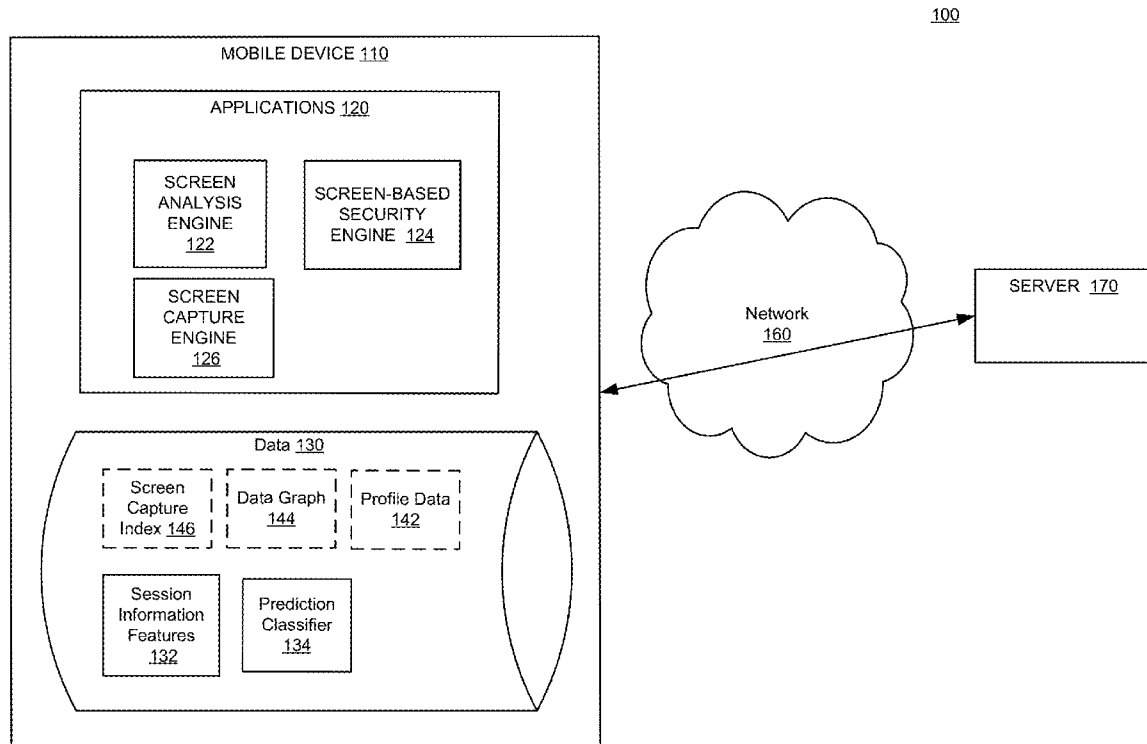 100
MOBILE DEVICE 110
APPLICATIONS 120
SCREEN
ANALYSIS
ENGINE
122
SCREEN-BASED
SECURITY
ENGINE 124
SCREEN
CAPTURE
ENGINE
126
Network
160
SERVER 170
Data 130
Screen
Capture
Index 146
Data Graph
144
Profile Data
142
Session
Information
Features
132
Prediction
Classifier
134